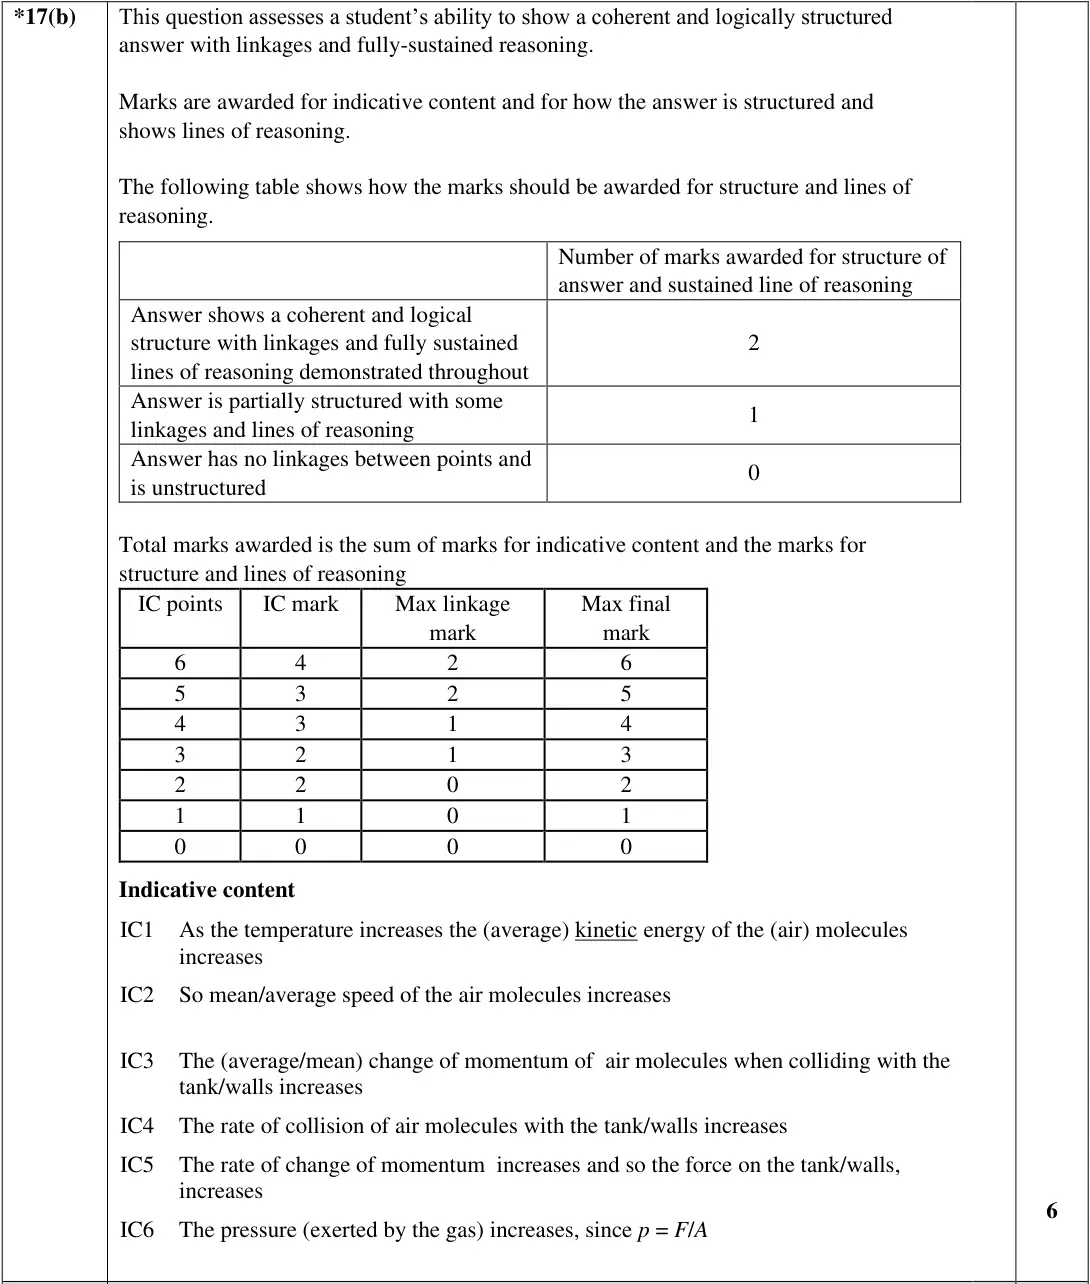 *17(b)
This question assesses a student’s ability to show a coherent and logically structured
answer with linkages and fully-sustained reasoning.
Marks are awarded for indicative content and for how the answer is structured and
shows lines of reasoning.
The following table shows how the marks should be awarded for structure and lines of
reasoning.
Number of marks awarded for structure of
answer and sustained line of reasoning
Answer shows a coherent and logical
structure with linkages and fully sustained
lines of reasoning demonstrated throughout
2
Answer is partially structured with some
linkages and lines of reasoning
1
Answer has no linkages between points and
is unstructured
0
Total marks awarded is the sum of marks for indicative content and the marks for
structure and lines of reasoning
IC points IC mark Max linkage mark Max final mark
6 4 2 6
5 3 2 5
4 3 1 4
3 2 1 3
2 2 0 2
1 1 0 1
0 0 0 0
Indicative content
IC1 As the temperature increases the (average) kinetic energy of the (air) molecules
increases
IC2 So mean/average speed of the air molecules increases
IC3 The (average/mean) change of momentum of air molecules when colliding with the
tank/walls increases
IC4 The rate of collision of air molecules with the tank/walls increases
IC5 The rate of change of momentum increases and so the force on the tank/walls,
increases
IC6 The pressure (exerted by the gas) increases, since p = F/A
6